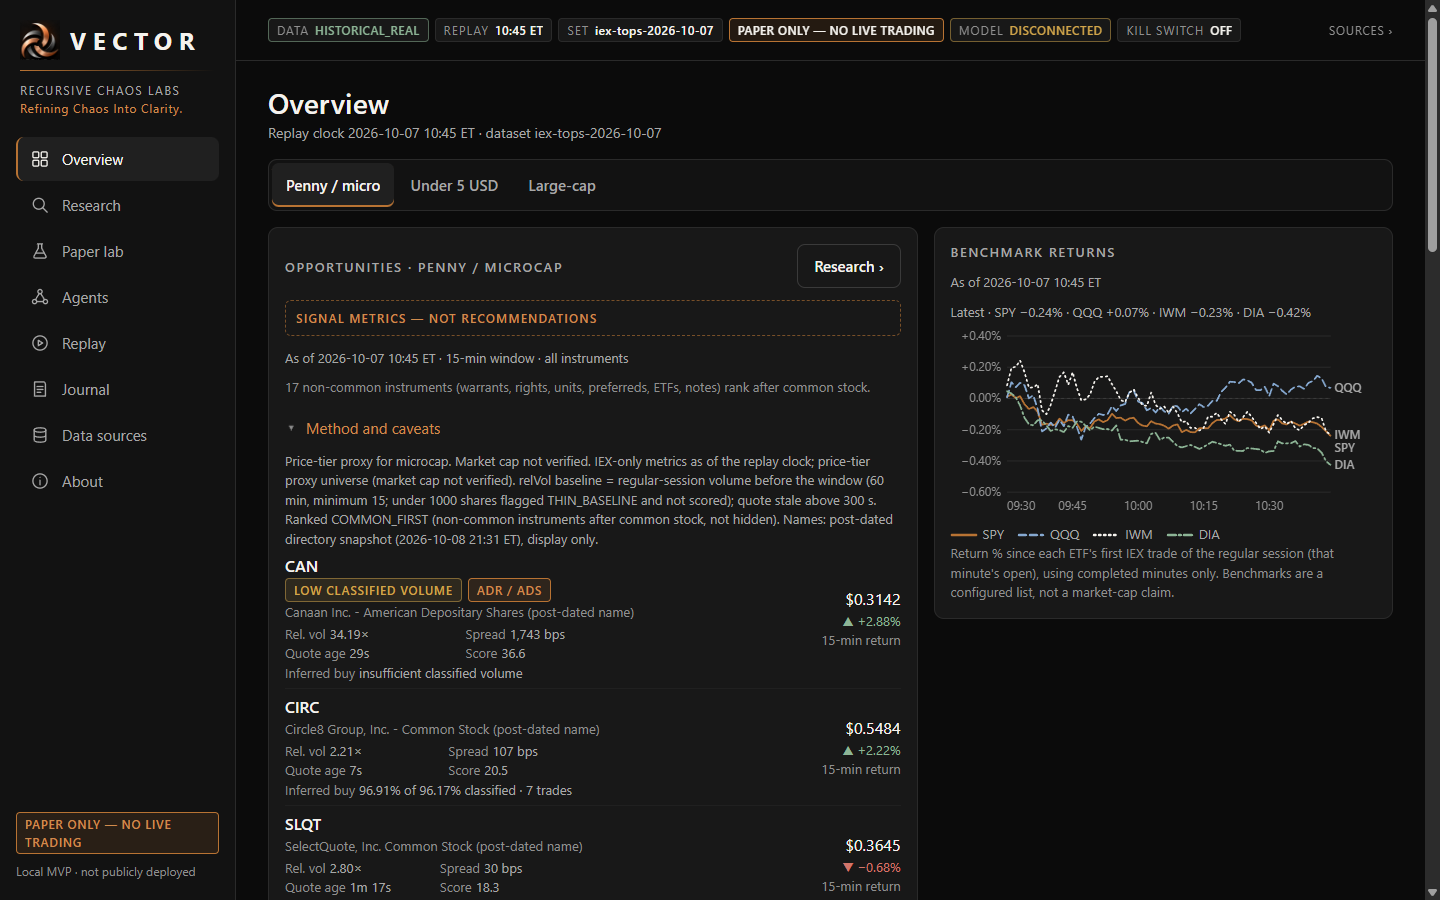 VECTOR
RECURSIVE CHAOS LABS
Refining Chaos Into Clarity.
Overview
Research
Paper lab
Agents
Replay
Journal
Data sources
About
PAPER ONLY — NO LIVE TRADING
Local MVP · not publicly deployed
DATA HISTORICAL_REAL
REPLAY 10:45 ET
SET iex-tops-2026-10-07
PAPER ONLY — NO LIVE TRADING
MODEL DISCONNECTED
KILL SWITCH OFF
SOURCES ›
Overview
Replay clock 2026-10-07 10:45 ET · dataset iex-tops-2026-10-07
Penny / micro
Under 5 USD
Large-cap
OPPORTUNITIES · PENNY / MICROCAP
Research ›
SIGNAL METRICS — NOT RECOMMENDATIONS
As of 2026-10-07 10:45 ET · 15-min window · all instruments
17 non-common instruments (warrants, rights, units, preferreds, ETFs, notes) rank after common stock.
▾ Method and caveats
Price-tier proxy for microcap. Market cap not verified. IEX-only metrics as of the replay clock; price-tier
proxy universe (market cap not verified). relVol baseline = regular-session volume before the window (60
min, minimum 15; under 1000 shares flagged THIN_BASELINE and not scored); quote stale above 300 s.
Ranked COMMON_FIRST (non-common instruments after common stock, not hidden). Names: post-dated
directory snapshot (2026-10-08 21:31 ET), display only.
CAN
LOW CLASSIFIED VOLUME
ADR / ADS
Canaan Inc. - American Depositary Shares (post-dated name)
Rel. vol 34.19×
Spread 1,743 bps
Quote age 29s
Score 36.6
Inferred buy insufficient classified volume
$0.3142
▲ +2.88%
15-min return
CIRC
Circle8 Group, Inc. - Common Stock (post-dated name)
Rel. vol 2.21×
Spread 107 bps
Quote age 7s
Score 20.5
Inferred buy 96.91% of 96.17% classified · 7 trades
$0.5484
▲ +2.22%
15-min return
SLQT
SelectQuote, Inc. Common Stock (post-dated name)
Rel. vol 2.80×
Spread 30 bps
Quote age 1m 17s
Score 18.3
$0.3645
▼ −0.68%
15-min return
BENCHMARK RETURNS
As of 2026-10-07 10:45 ET
Latest · SPY −0.24% · QQQ +0.07% · IWM −0.23% · DIA −0.42%
+0.40%
+0.20%
0.00%
−0.20%
−0.40%
−0.60%
QQQ
IWM
SPY
DIA
09:30 09:45 10:00 10:15 10:30
SPY QQQ IWM DIA
Return % since each ETF's first IEX trade of the regular session (that
minute's open), using completed minutes only. Benchmarks are a
configured list, not a market-cap claim.